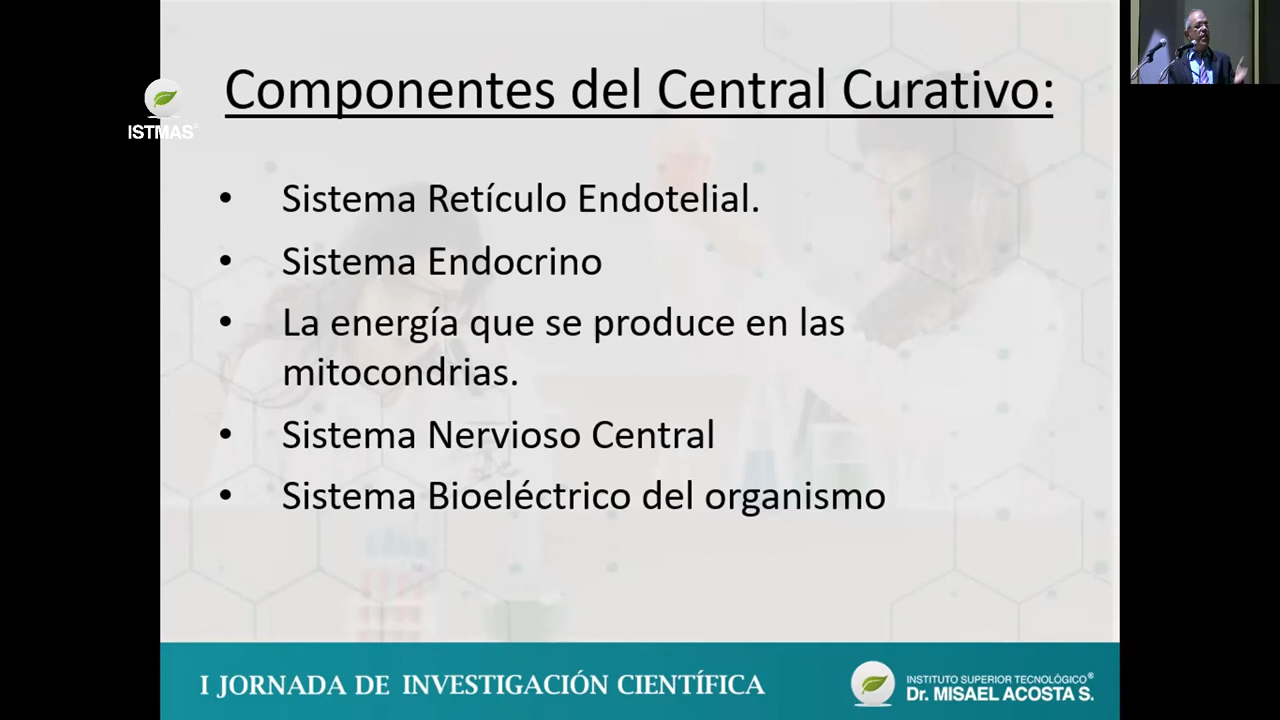 Componentes del Central Curativo:
ISTMAS®
• Sistema Retículo Endotelial.
• Sistema Endocrino
• La energía que se produce en las
mitocondrias.
• Sistema Nervioso Central
• Sistema Bioeléctrico del organismo
I JORNADA DE INVESTIGACIÓN CIENTÍFICA
INSTITUTO SUPERIOR TECNOLÓGICO®
Dr. MISAEL ACOSTA S.